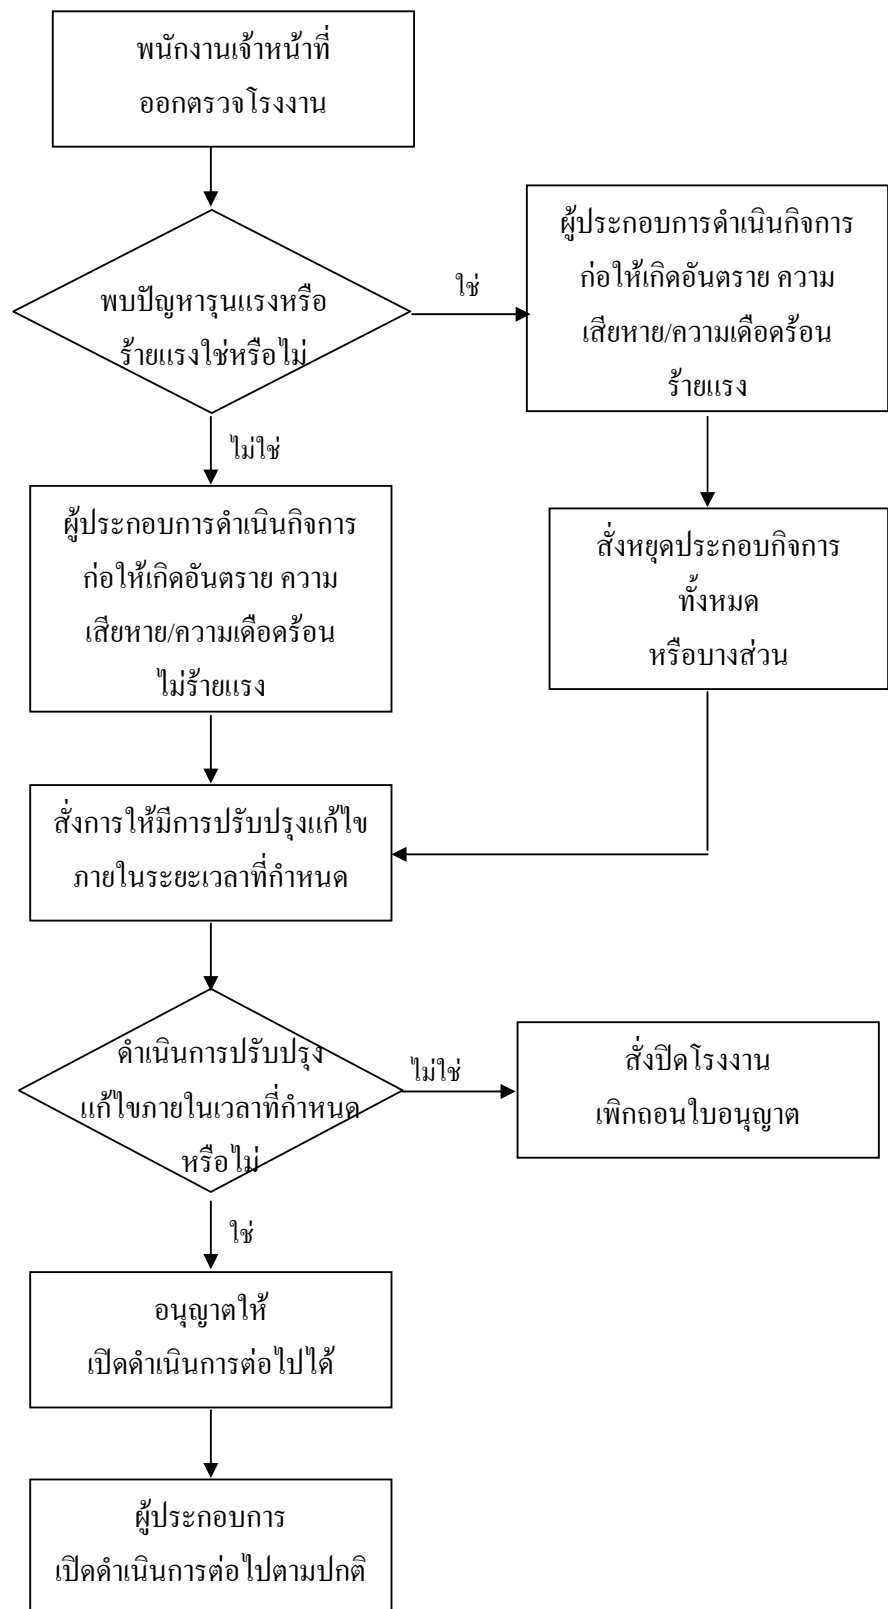 พนักงานเจ้าหน้าที่
ออกตรวจโรงงาน
พบปัญหารุนแรงหรือ
ร้ายแรงใช่หรือไม่
ใช่
ผู้ประกอบการดำเนินกิจการ
ก่อให้เกิดอันตราย ความ
เสียหาย/ความเดือดร้อน
ร้ายแรง
ไม่ใช่
ผู้ประกอบการดำเนินกิจการ
ก่อให้เกิดอันตราย ความ
เสียหาย/ความเดือดร้อน
ไม่ร้ายแรง
สั่งหยุดประกอบกิจการ
ทั้งหมด
หรือบางส่วน
สั่งการให้มีการปรับปรุงแก้ไข
ภายในระยะเวลาที่กำหนด
ดำเนินการปรับปรุง
แก้ไขภายในเวลาที่กำหนด
หรือไม่
ไม่ใช่
สั่งปิดโรงงาน
เพิกถอนใบอนุญาต
ใช่
อนุญาตให้
เปิดดำเนินการต่อไปได้
ผู้ประกอบการ
เปิดดำเนินการต่อไปตามปกติ